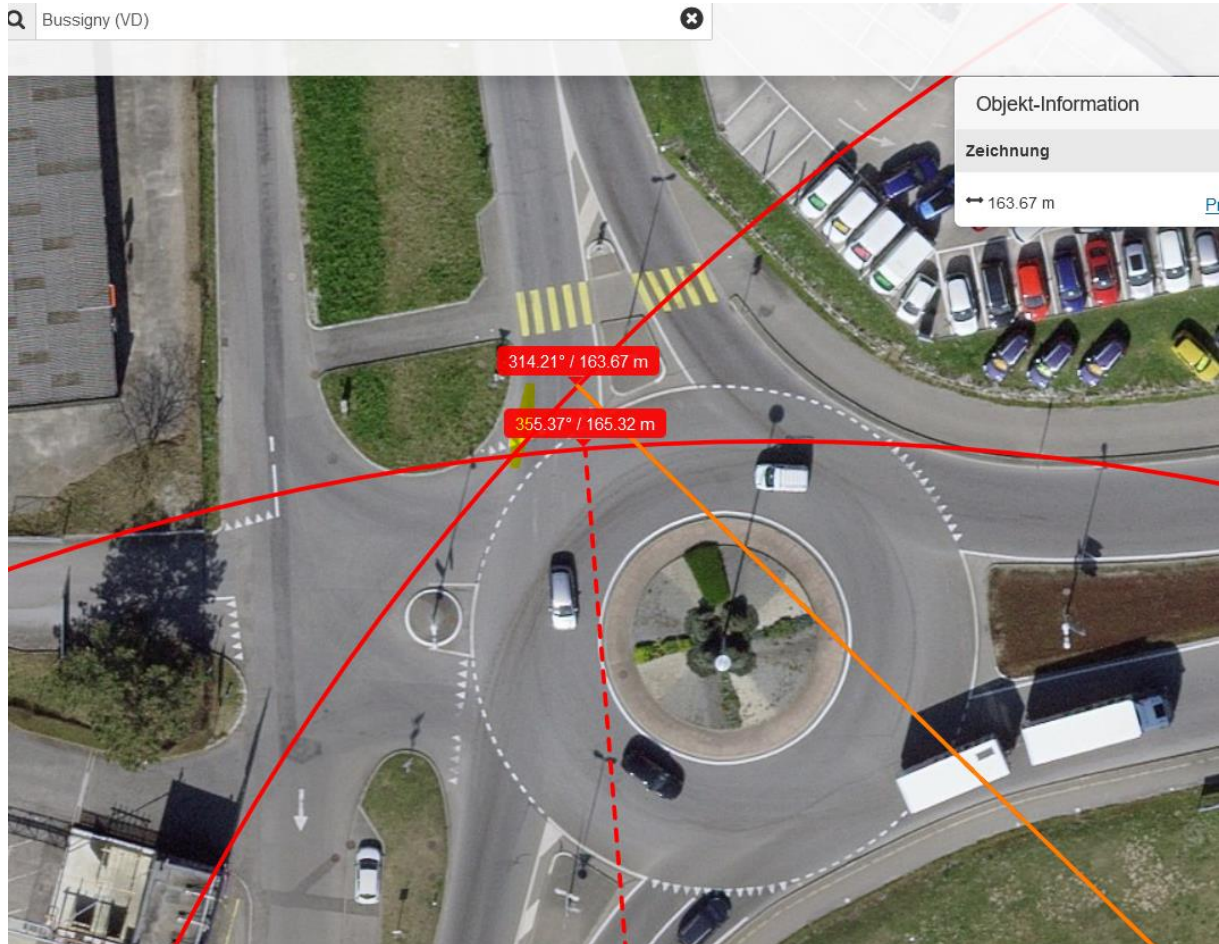 Bussigny (VD)
Objekt-Information
Zeichnung
163.67 m
314.21° / 163.67 m
355.37° / 165.32 m